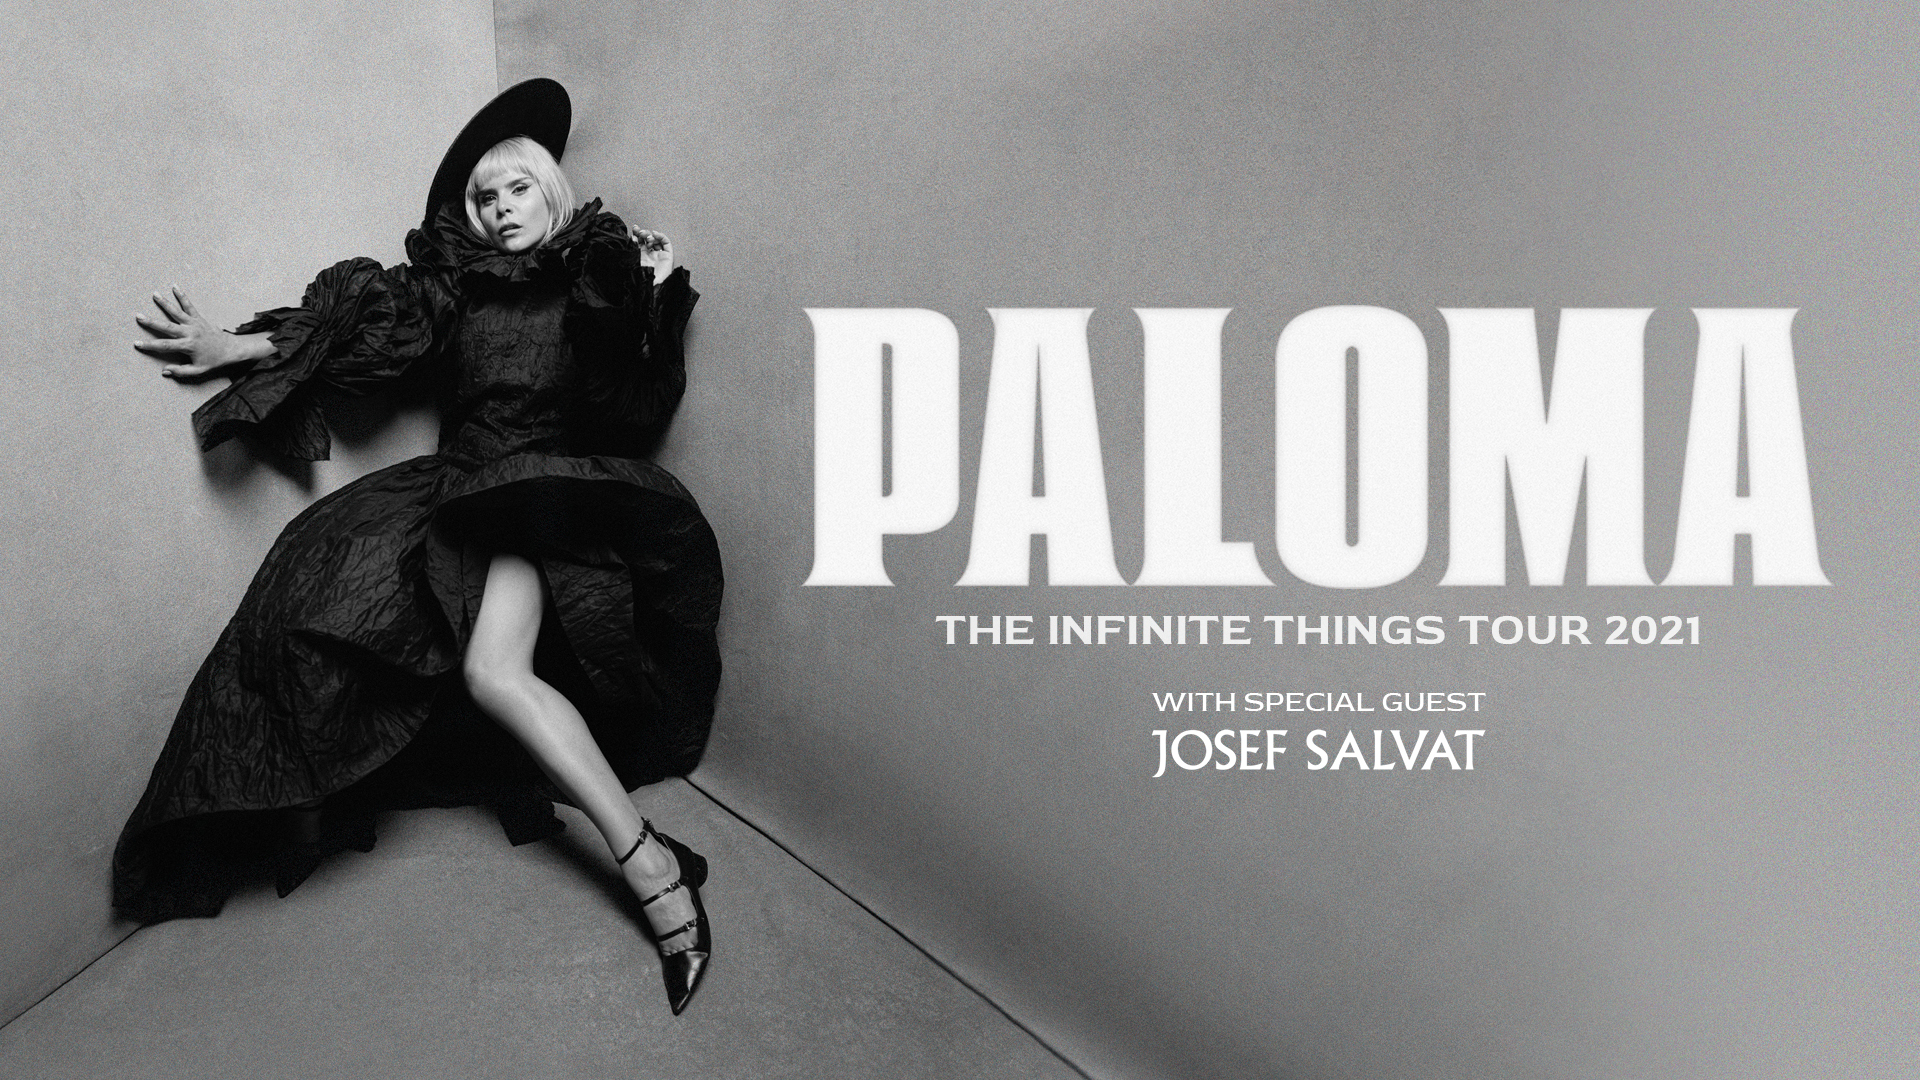 PALOMA
THE INFINITE THINGS TOUR 2021
WITH SPECIAL GUEST
JOSEF SALVAT